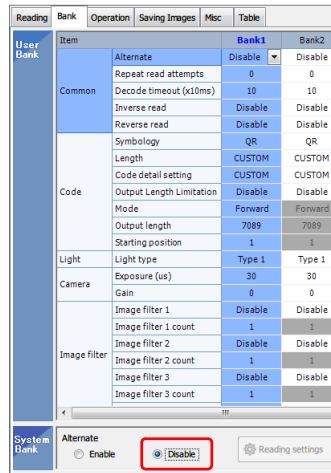 Reading Bank Operation Saving Images Misc Table
User Bank
Item Bank1 Bank2
Common
Alternate Disable Disable
Repeat read attempts 0 0
Decode timeout (x10ms) 10 10
Inverse read Disable Disable
Reverse read Disable Disable
Code
Symbology QR QR
Length CUSTOM CUSTOM
Code detail setting CUSTOM CUSTOM
Output Length Limitation Disable Disable
Mode Forward Forward
Output length 7089 7089
Starting position 1 1
Light
Light type Type 1 Type 1
Camera
Exposure (us) 30 30
Gain 0 0
Image filter
Image filter 1 Disable Disable
Image filter 1 count 1 1
Image filter 2 Disable Disable
Image filter 2 count 1 1
Image filter 3 Disable Disable
Image filter 3 count 1 1
System Bank
Alternate
Enable Disable Reading settings